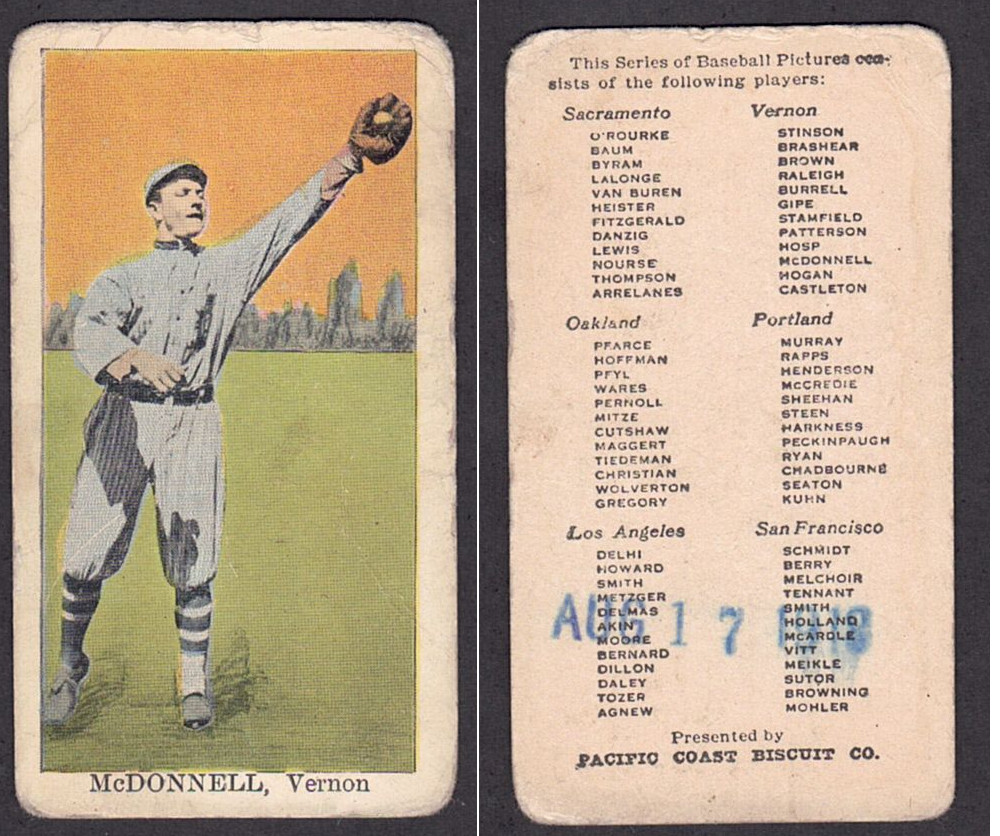 McDONNELL, Vernon
This Series of Baseball Pictures con-
sists of the following players:
Sacramento
O'ROURKE
BAUM
BYRAM
LALONGE
VAN BUREN
HEISTER
FITZGERALD
DANZIG
LEWIS
NOURSE
THOMPSON
ARRELANES
Vernon
STINSON
BRASHEAR
BROWN
RALEIGH
BURRELL
GIPE
STAMFIELD
PATTERSON
HOSP
McDONNELL
HOGAN
CASTLETON
Oakland
PEARCE
HOFFMAN
PFYL
WARES
PERNOLL
MITZE
CUTSHAW
MAGGERT
TIEDEMAN
CHRISTIAN
WOLVERTON
GREGORY
Portland
MURRAY
RAPPS
HENDERSON
McCREDIE
SHEEHAN
STEEN
HARKNESS
PECKINPAUGH
RYAN
CHADBOURNE
SEATON
KUHN
Los Angeles
DELHI
HOWARD
SMITH
METZGER
DELMAS
AKIN
MOORE
BERNARD
DILLON
DALEY
TOZER
AGNEW
San Francisco
SCHMIDT
BERRY
MELCHOIR
TENNANT
SMITH
HOLLAND
McARDLE
VITT
MEIKLE
SUTOR
BROWNING
MOHLER
AUG 17
Presented by
PACIFIC COAST BISCUIT CO.